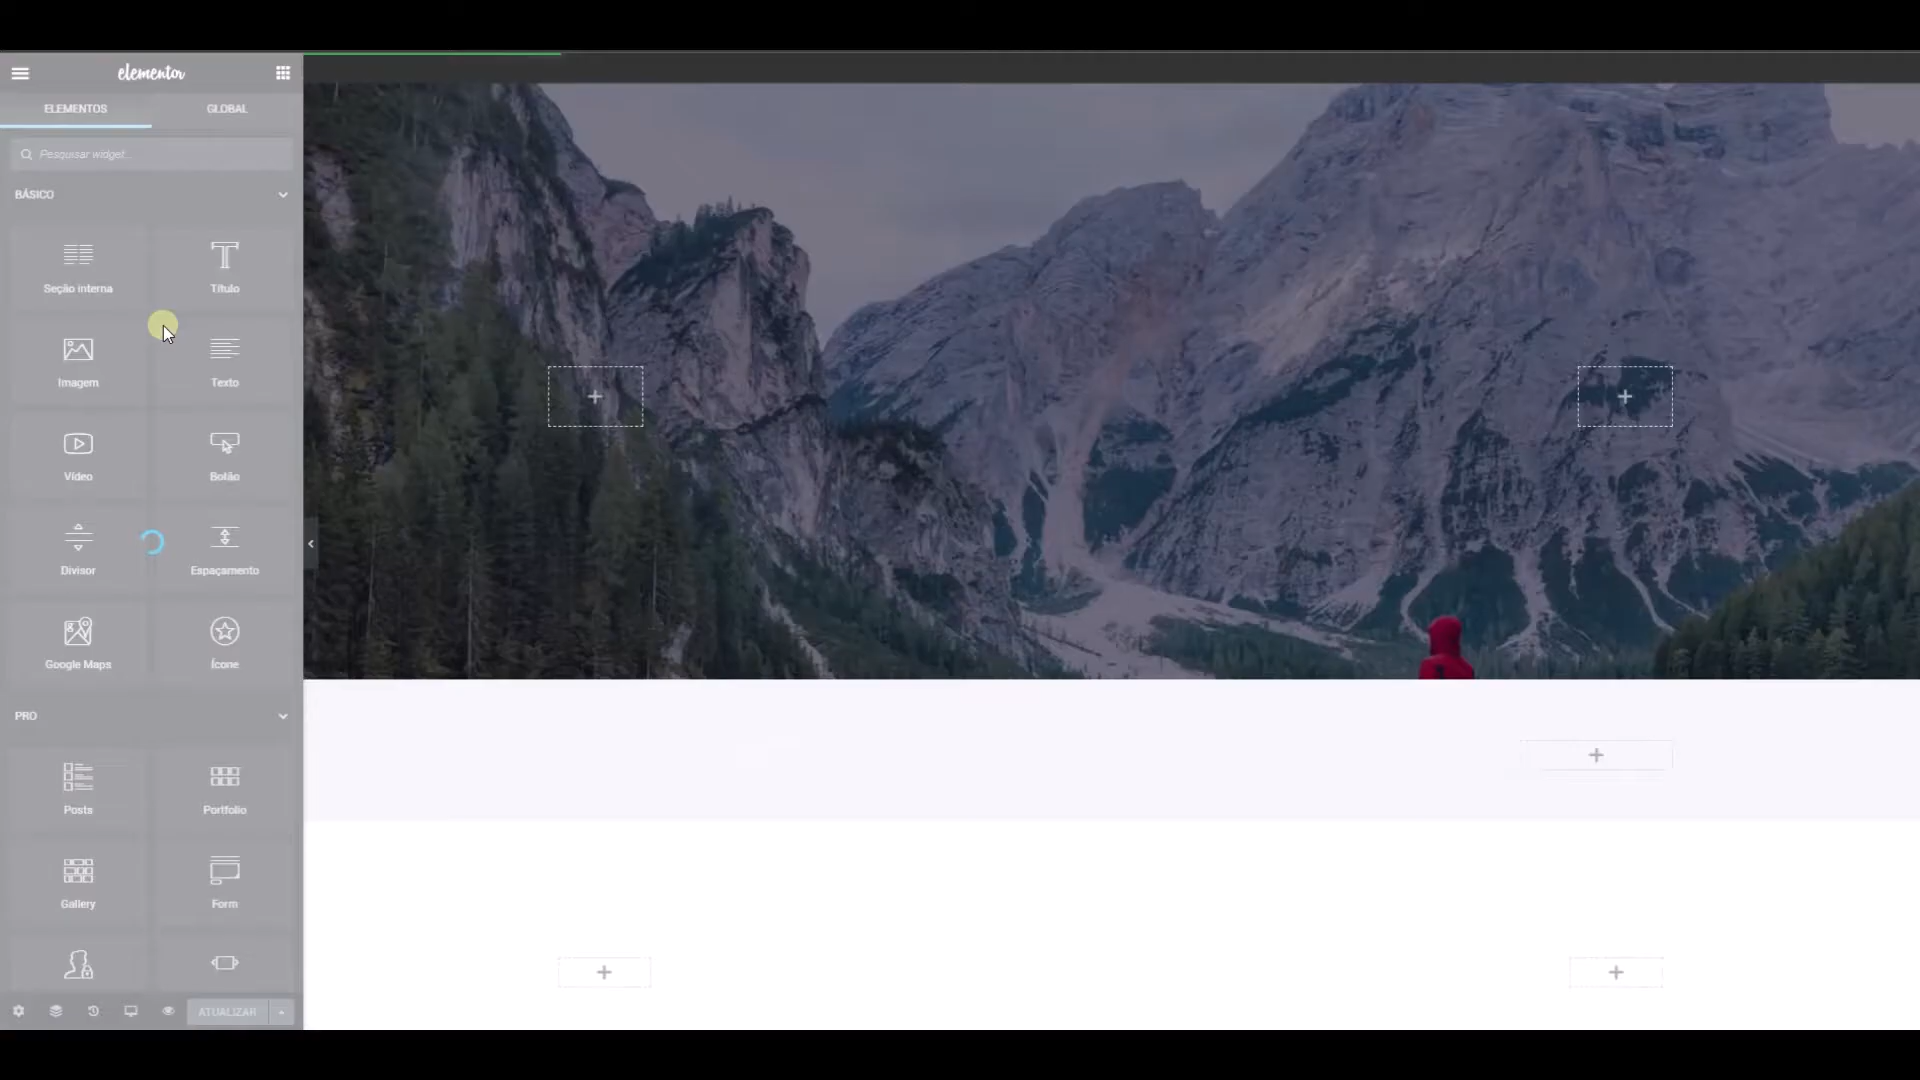 elementor
ELEMENTOS
GLOBAL
Pesquisar widget...
BÁSICO
Seção interna
Título
Imagem
Texto
Vídeo
Botão
Divisor
Espaçamento
Google Maps
Ícone
PRO
Posts
Portfolio
Gallery
Form
ATUALIZAR